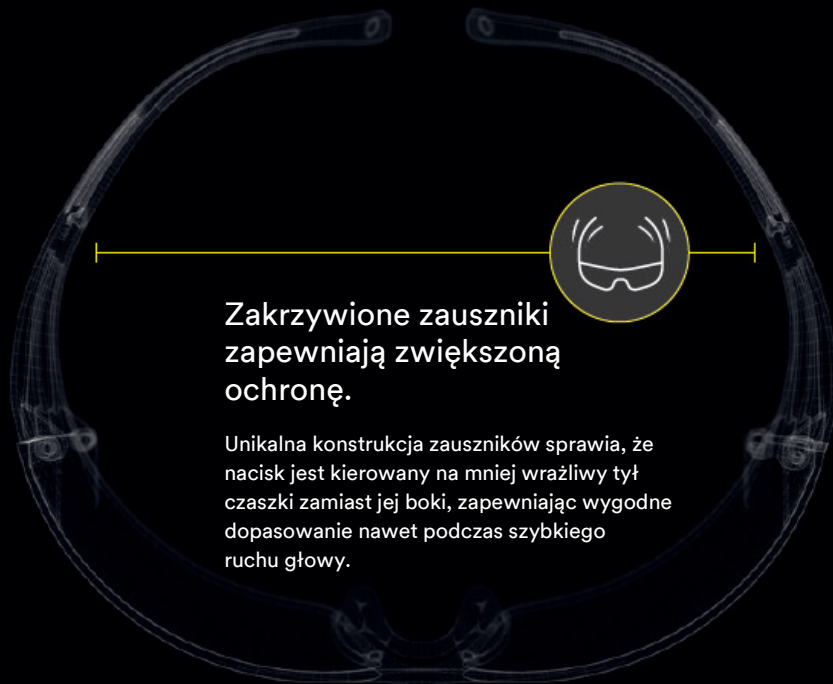 Zakrzywione zauszniki
zapewniają zwiększoną
ochronę.
Unikalna konstrukcja zauszników sprawia, że
nacisk jest kierowany na mniej wrażliwy tył
czaszki zamiast jej boki, zapewniając wygodne
dopasowanie nawet podczas szybkiego
ruchu głowy.